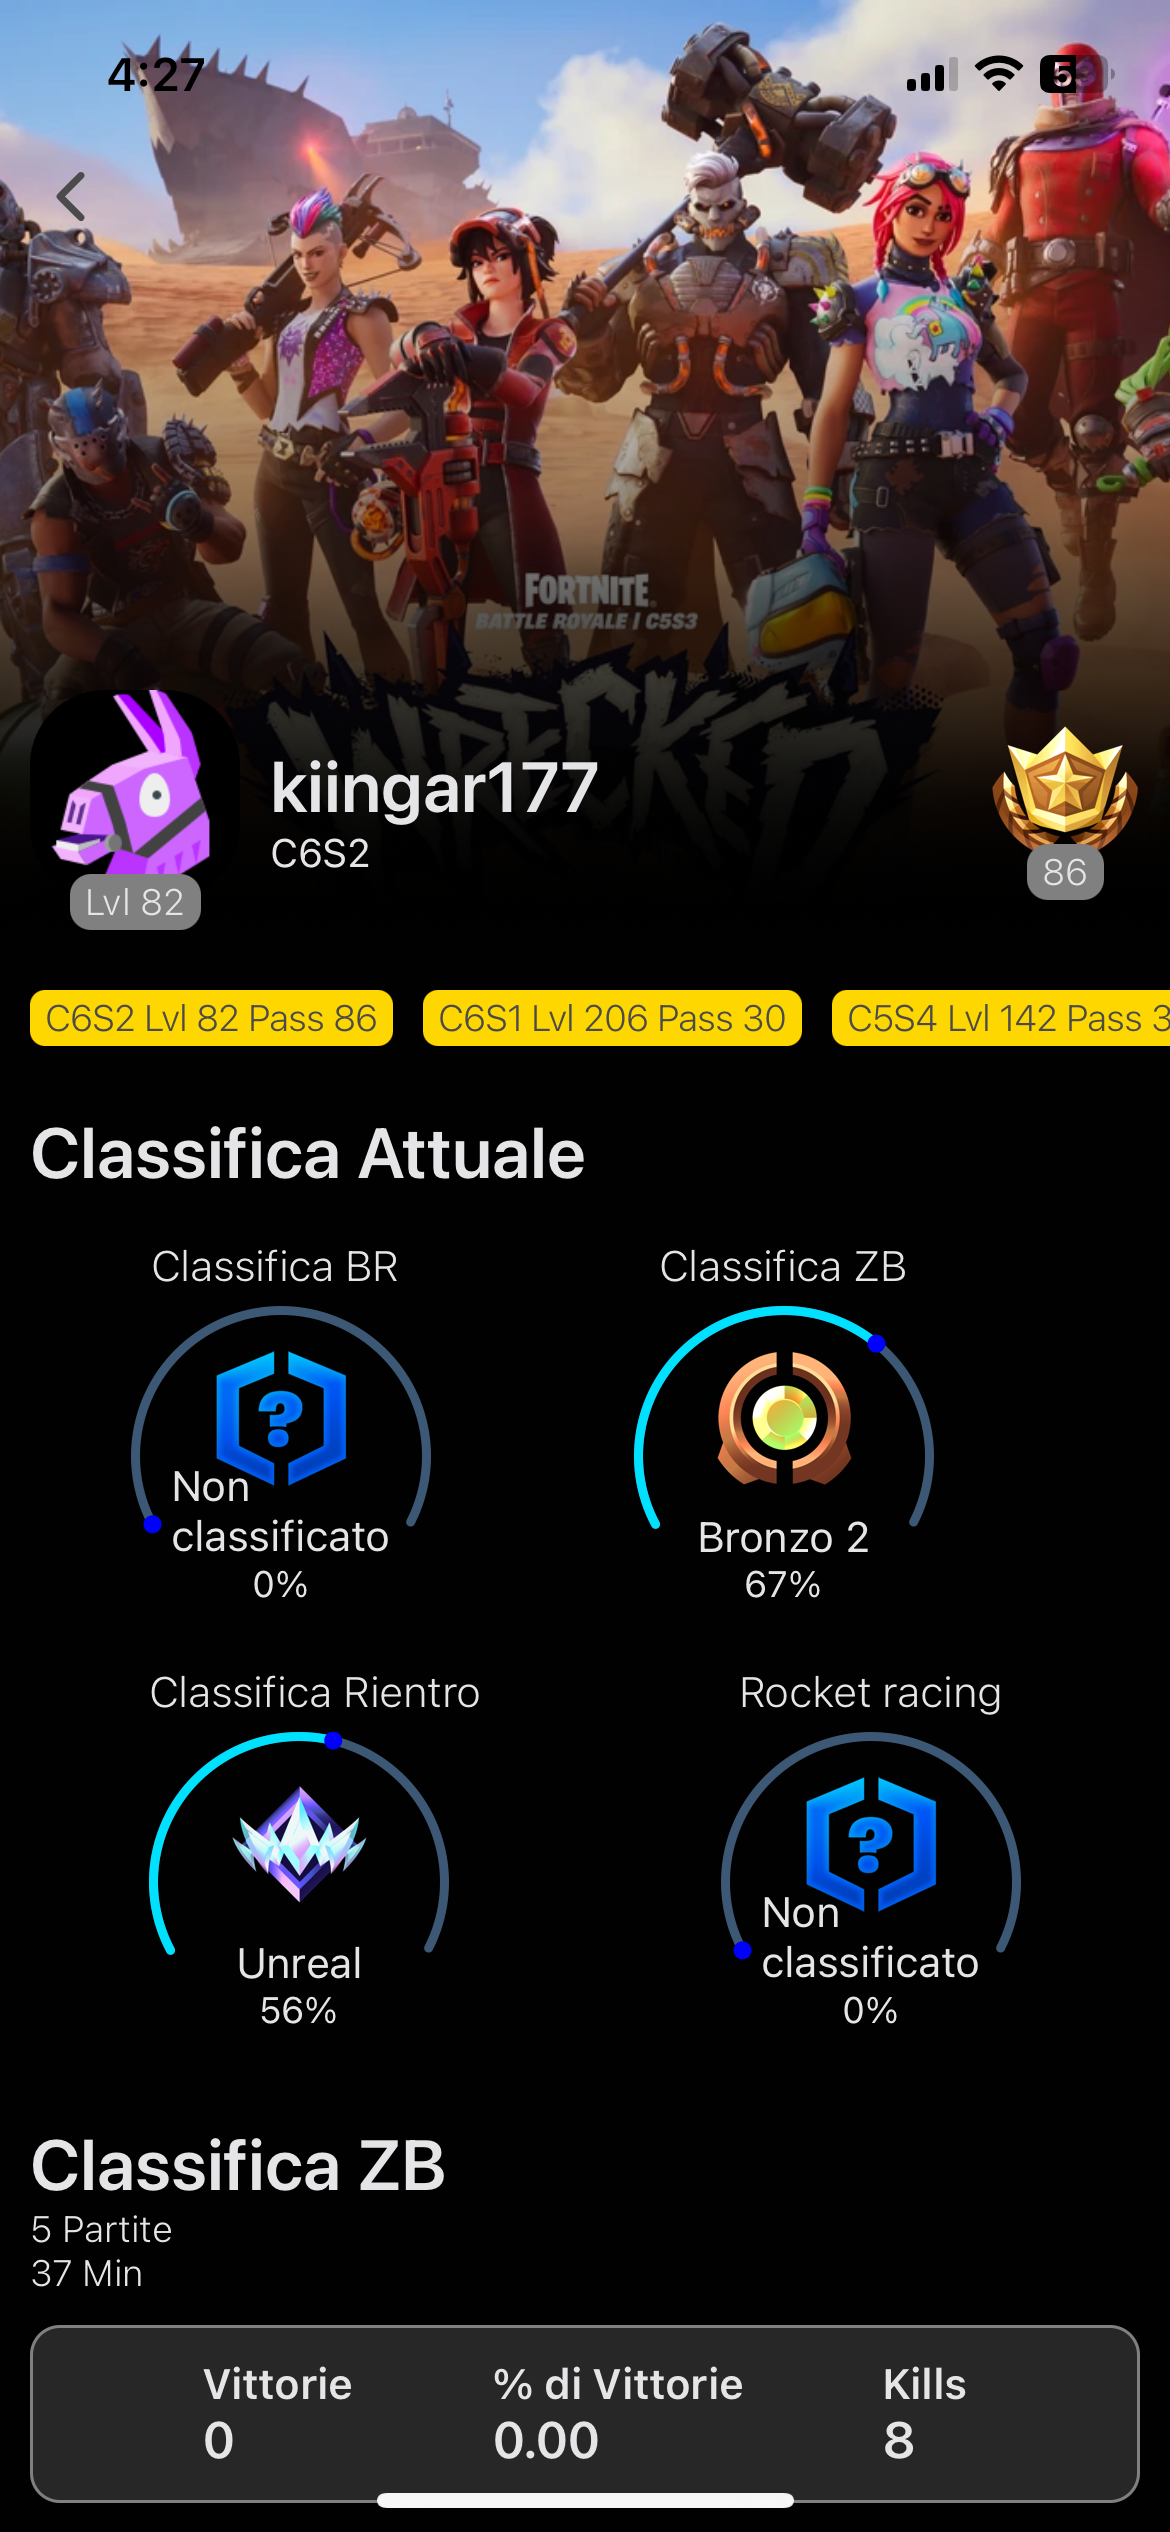 4:27
FORTNITE
BATTLE ROYALE / C5S3
WRECKED
kiingar177
C6S2
Lvl 82
86
C6S2 Lvl 82 Pass 86
C6S1 Lvl 206 Pass 30
C5S4 Lvl 142 Pass 3
Classifica Attuale
Classifica BR
Classifica ZB
Non
classificato
0%
Bronzo 2
67%
Classifica Rientro
Rocket racing
Unreal
56%
Non
classificato
0%
Classifica ZB
5 Partite
37 Min
Vittorie
% di Vittorie
Kills
0
0.00
8